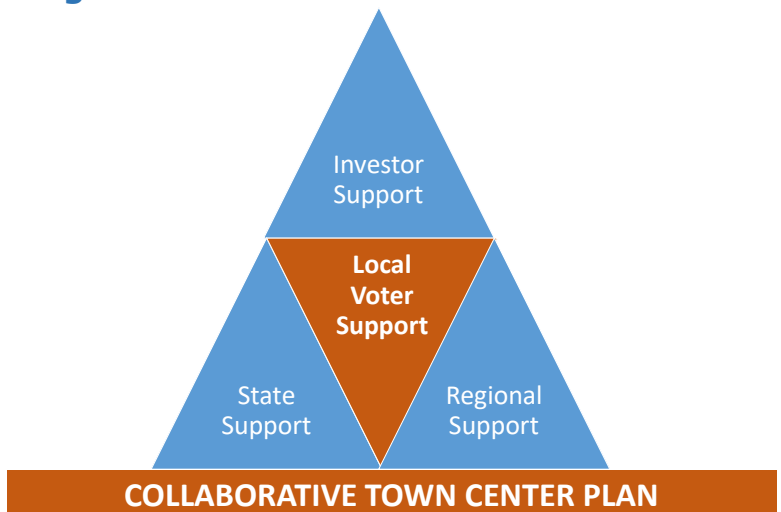 Investor
Support
Local
Voter
Support
State
Support
Regional
Support
COLLABORATIVE TOWN CENTER PLAN